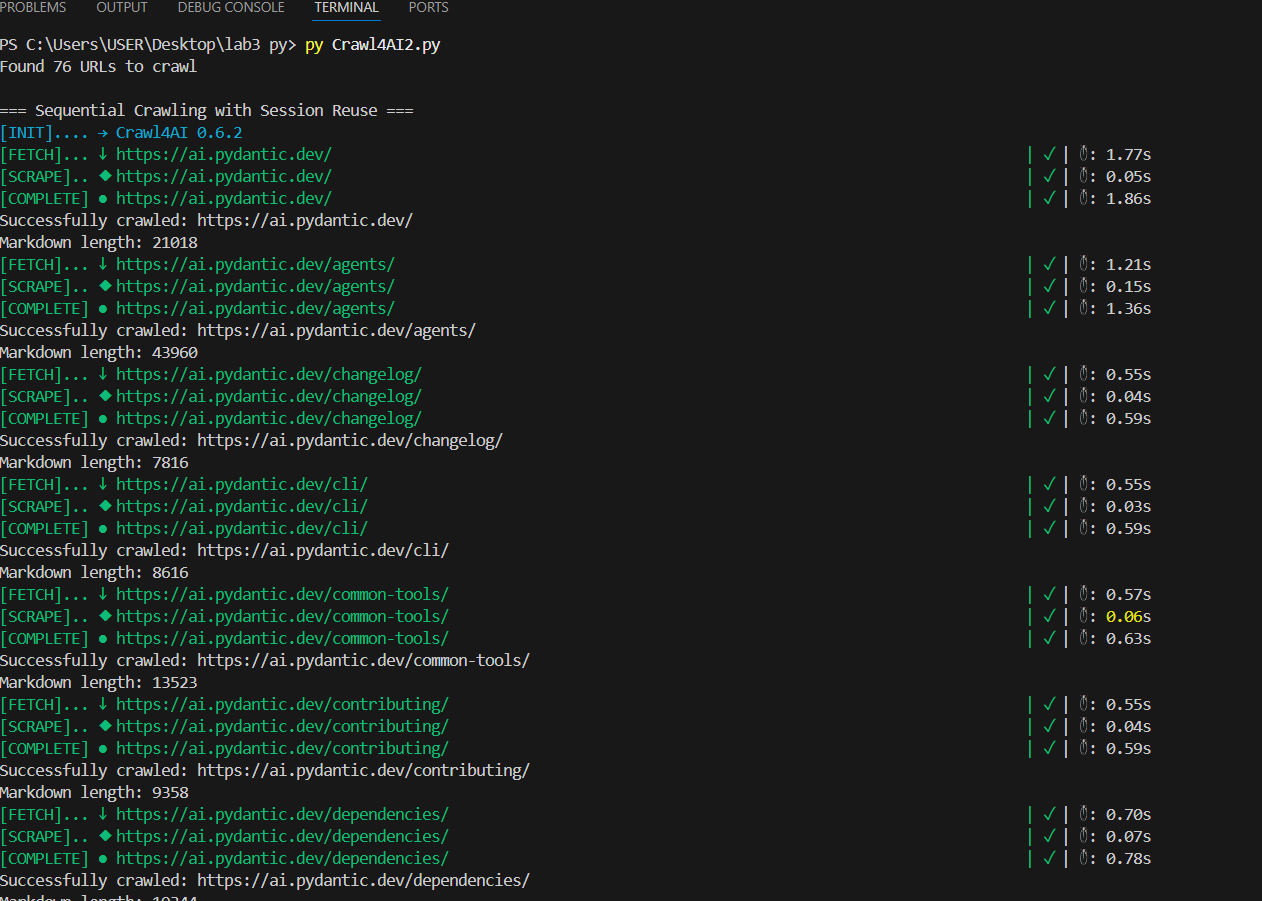 PROBLEMS OUTPUT DEBUG CONSOLE TERMINAL PORTS
PS C:\Users\USER\Desktop\lab3 py> py Crawl4AI2.py
Found 76 URLs to crawl
=== Sequential Crawling with Session Reuse ===
[INIT].... → Crawl4AI 0.6.2
[FETCH]... ↓ https://ai.pydantic.dev/ | ✓ | ⏱: 1.77s
[SCRAPE].. ◆ https://ai.pydantic.dev/ | ✓ | ⏱: 0.05s
[COMPLETE] ● https://ai.pydantic.dev/ | ✓ | ⏱: 1.86s
Successfully crawled: https://ai.pydantic.dev/
Markdown length: 21018
[FETCH]... ↓ https://ai.pydantic.dev/agents/ | ✓ | ⏱: 1.21s
[SCRAPE].. ◆ https://ai.pydantic.dev/agents/ | ✓ | ⏱: 0.15s
[COMPLETE] ● https://ai.pydantic.dev/agents/ | ✓ | ⏱: 1.36s
Successfully crawled: https://ai.pydantic.dev/agents/
Markdown length: 43960
[FETCH]... ↓ https://ai.pydantic.dev/changelog/ | ✓ | ⏱: 0.55s
[SCRAPE].. ◆ https://ai.pydantic.dev/changelog/ | ✓ | ⏱: 0.04s
[COMPLETE] ● https://ai.pydantic.dev/changelog/ | ✓ | ⏱: 0.59s
Successfully crawled: https://ai.pydantic.dev/changelog/
Markdown length: 7816
[FETCH]... ↓ https://ai.pydantic.dev/cli/ | ✓ | ⏱: 0.55s
[SCRAPE].. ◆ https://ai.pydantic.dev/cli/ | ✓ | ⏱: 0.03s
[COMPLETE] ● https://ai.pydantic.dev/cli/ | ✓ | ⏱: 0.59s
Successfully crawled: https://ai.pydantic.dev/cli/
Markdown length: 8616
[FETCH]... ↓ https://ai.pydantic.dev/common-tools/ | ✓ | ⏱: 0.57s
[SCRAPE].. ◆ https://ai.pydantic.dev/common-tools/ | ✓ | ⏱: 0.06s
[COMPLETE] ● https://ai.pydantic.dev/common-tools/ | ✓ | ⏱: 0.63s
Successfully crawled: https://ai.pydantic.dev/common-tools/
Markdown length: 13523
[FETCH]... ↓ https://ai.pydantic.dev/contributing/ | ✓ | ⏱: 0.55s
[SCRAPE].. ◆ https://ai.pydantic.dev/contributing/ | ✓ | ⏱: 0.04s
[COMPLETE] ● https://ai.pydantic.dev/contributing/ | ✓ | ⏱: 0.59s
Successfully crawled: https://ai.pydantic.dev/contributing/
Markdown length: 9358
[FETCH]... ↓ https://ai.pydantic.dev/dependencies/ | ✓ | ⏱: 0.70s
[SCRAPE].. ◆ https://ai.pydantic.dev/dependencies/ | ✓ | ⏱: 0.07s
[COMPLETE] ● https://ai.pydantic.dev/dependencies/ | ✓ | ⏱: 0.78s
Successfully crawled: https://ai.pydantic.dev/dependencies/
Markdown length: